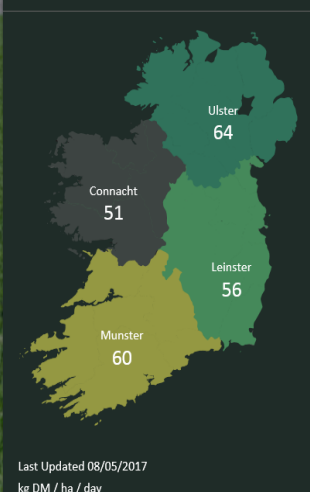 Ulster
64
Connacht
51
Leinster
56
Munster
60
Last Updated 08/05/2017
kg DM / ha / day